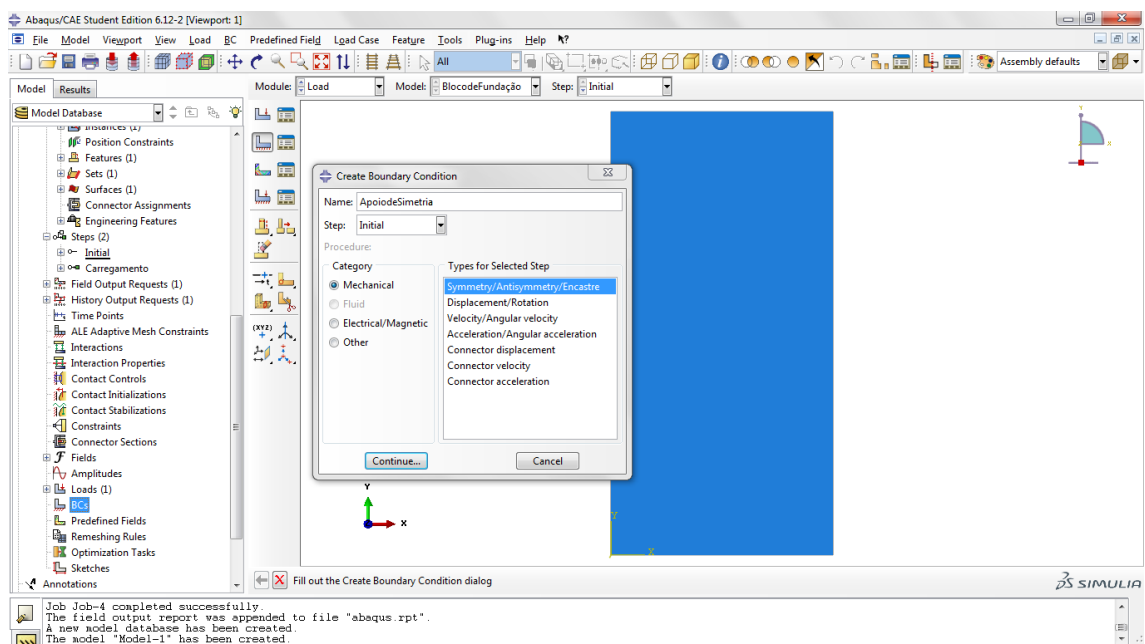 Abaqus/CAE Student Edition 6.12-2 [Viewport: 1]
File Model Viewport View Load BC Predefined Field Load Case Feature Tools Plug-ins Help
All
Assembly defaults
Model Results
Module: Load Model: BlocodeFundação Step: Initial
Model Database
Instances (1)
Position Constraints
Features (1)
Sets (1)
Surfaces (1)
Connector Assignments
Engineering Features
Steps (2)
Initial
Carregamento
Field Output Requests (1)
History Output Requests (1)
Time Points
ALE Adaptive Mesh Constraints
Interactions
Interaction Properties
Contact Controls
Contact Initializations
Contact Stabilizations
Constraints
Connector Sections
Fields
Amplitudes
Loads (1)
BCs
Predefined Fields
Remeshing Rules
Optimization Tasks
Sketches
Annotations
(XYZ)
Create Boundary Condition
Name: ApoiodeSimetria
Step: Initial
Procedure:
Category
Mechanical
Fluid
Electrical/Magnetic
Other
Types for Selected Step
Symmetry/Antisymmetry/Encastre
Displacement/Rotation
Velocity/Angular velocity
Acceleration/Angular acceleration
Connector displacement
Connector velocity
Connector acceleration
Continue...
Cancel
Y
X
Y
X
Y
X
Fill out the Create Boundary Condition dialog
SIMULIA
Job Job-4 completed successfully.
The field output report was appended to file "abaqus.rpt".
A new model database has been created.
The model "Model-1" has been created.